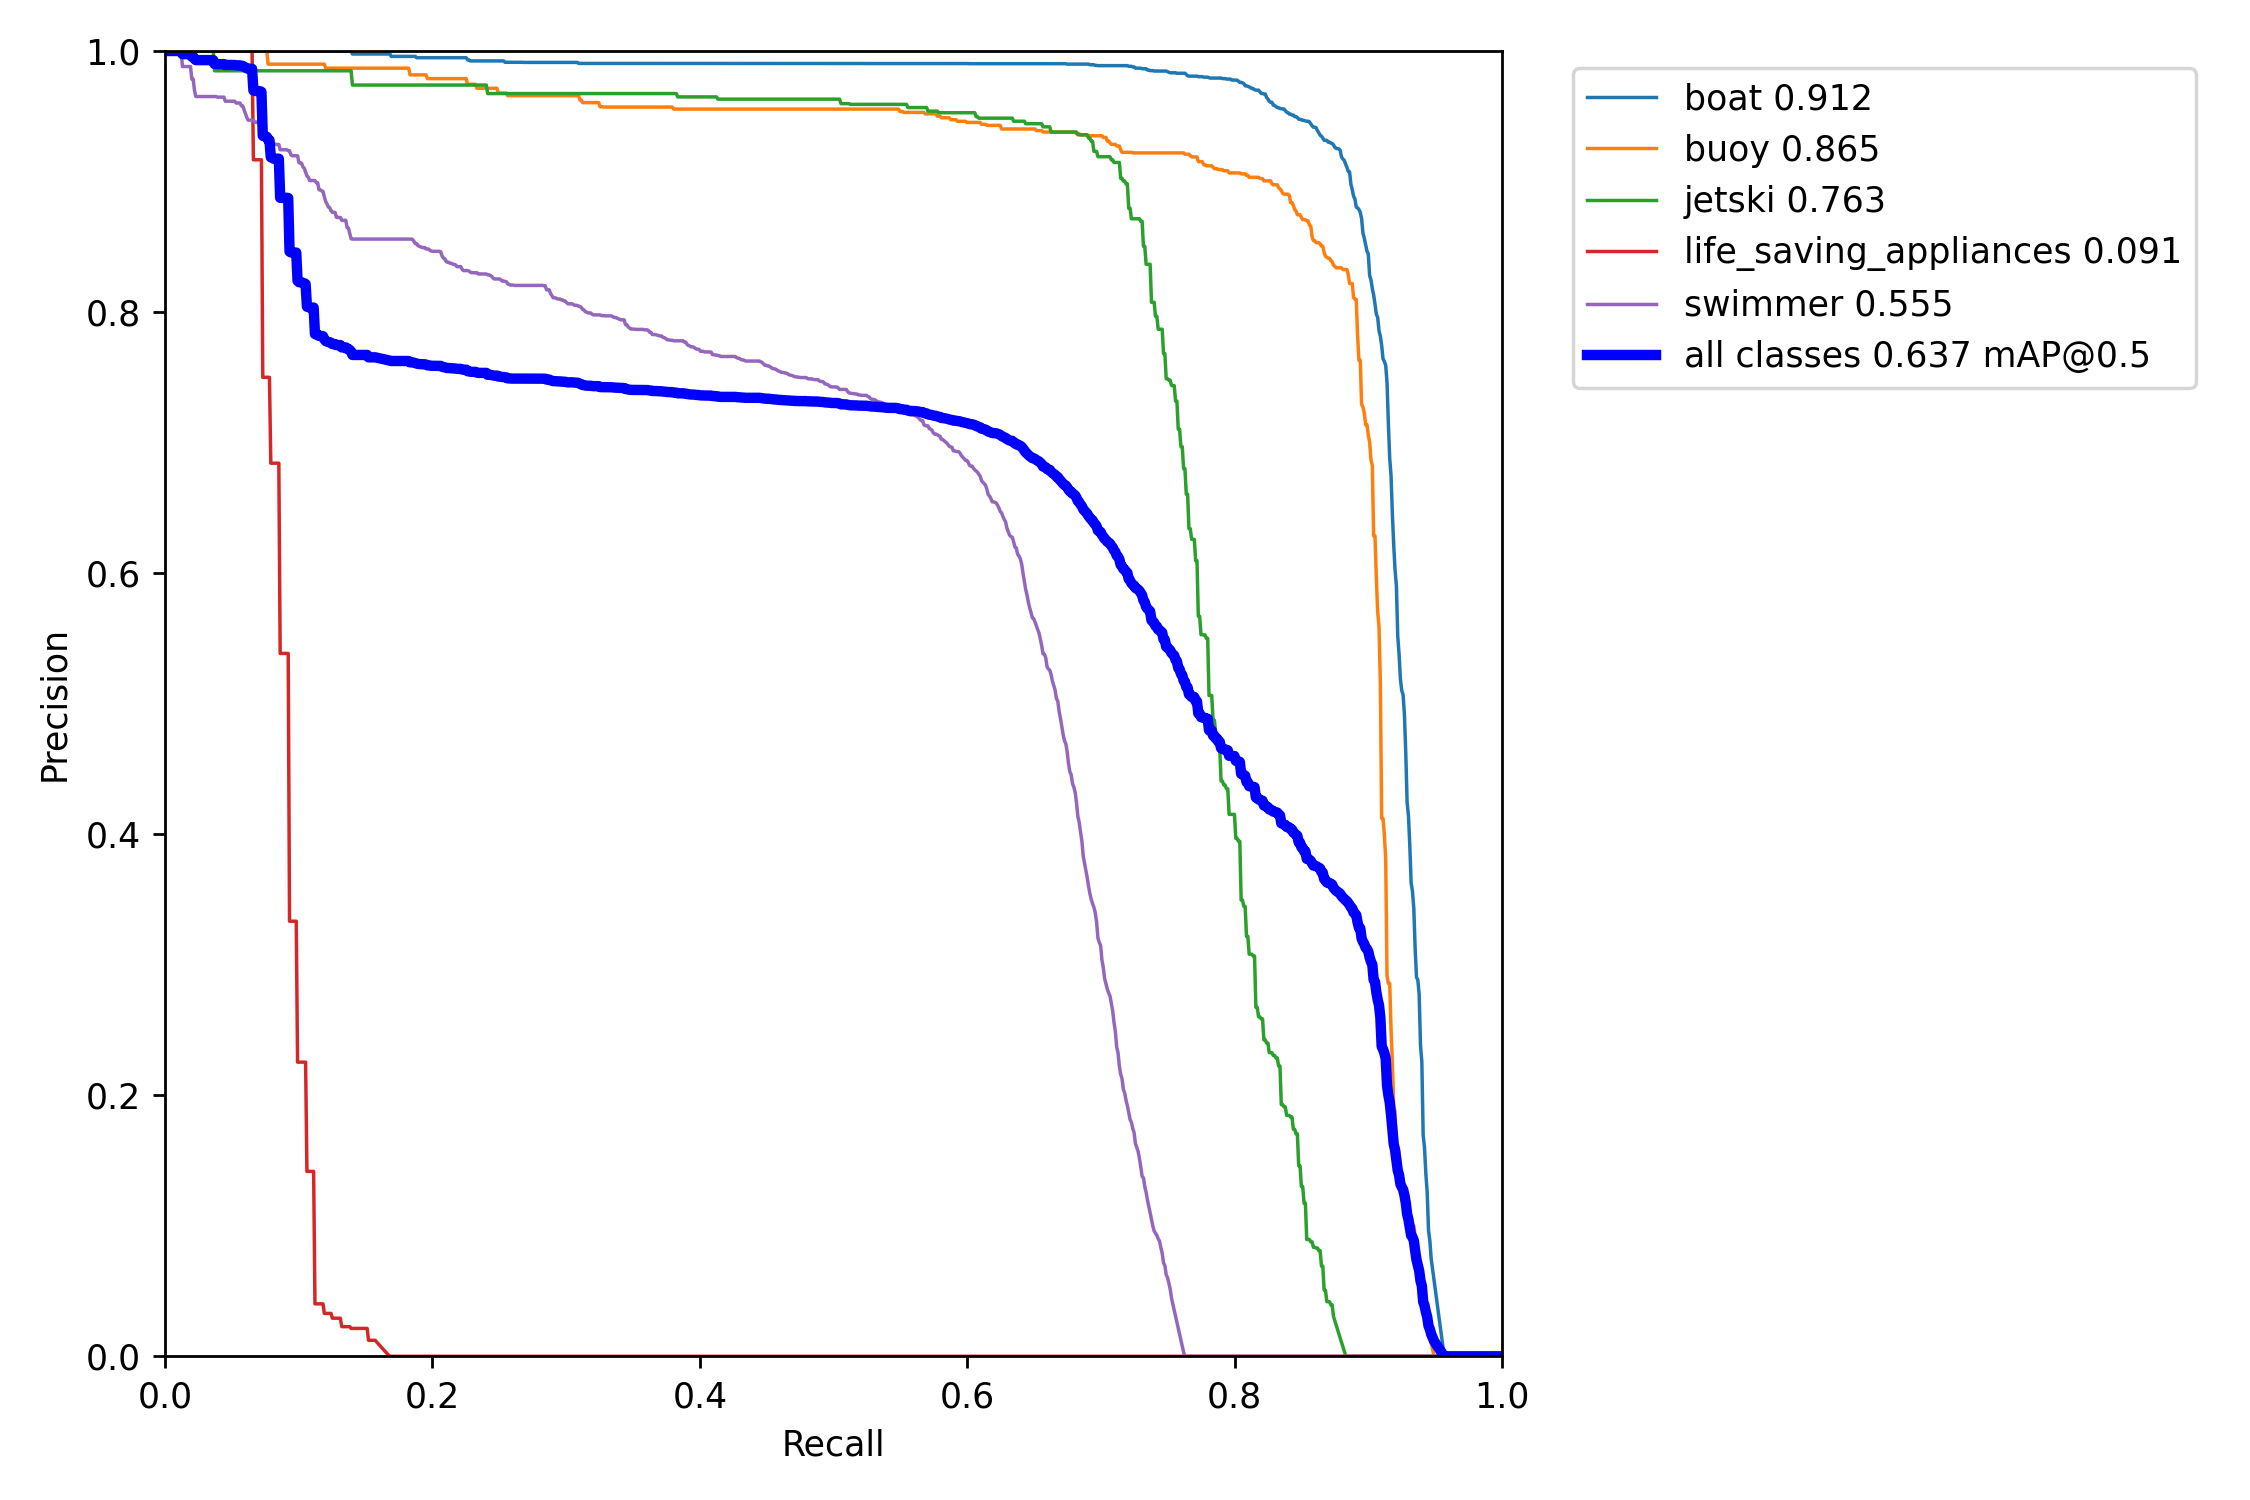 1.0
0.8
0.6
0.4
0.2
0.0
0.0 0.2 0.4 0.6 0.8 1.0
Precision
Recall
boat 0.912
buoy 0.865
jetski 0.763
life_saving_appliances 0.091
swimmer 0.555
all classes 0.637 mAP@0.5